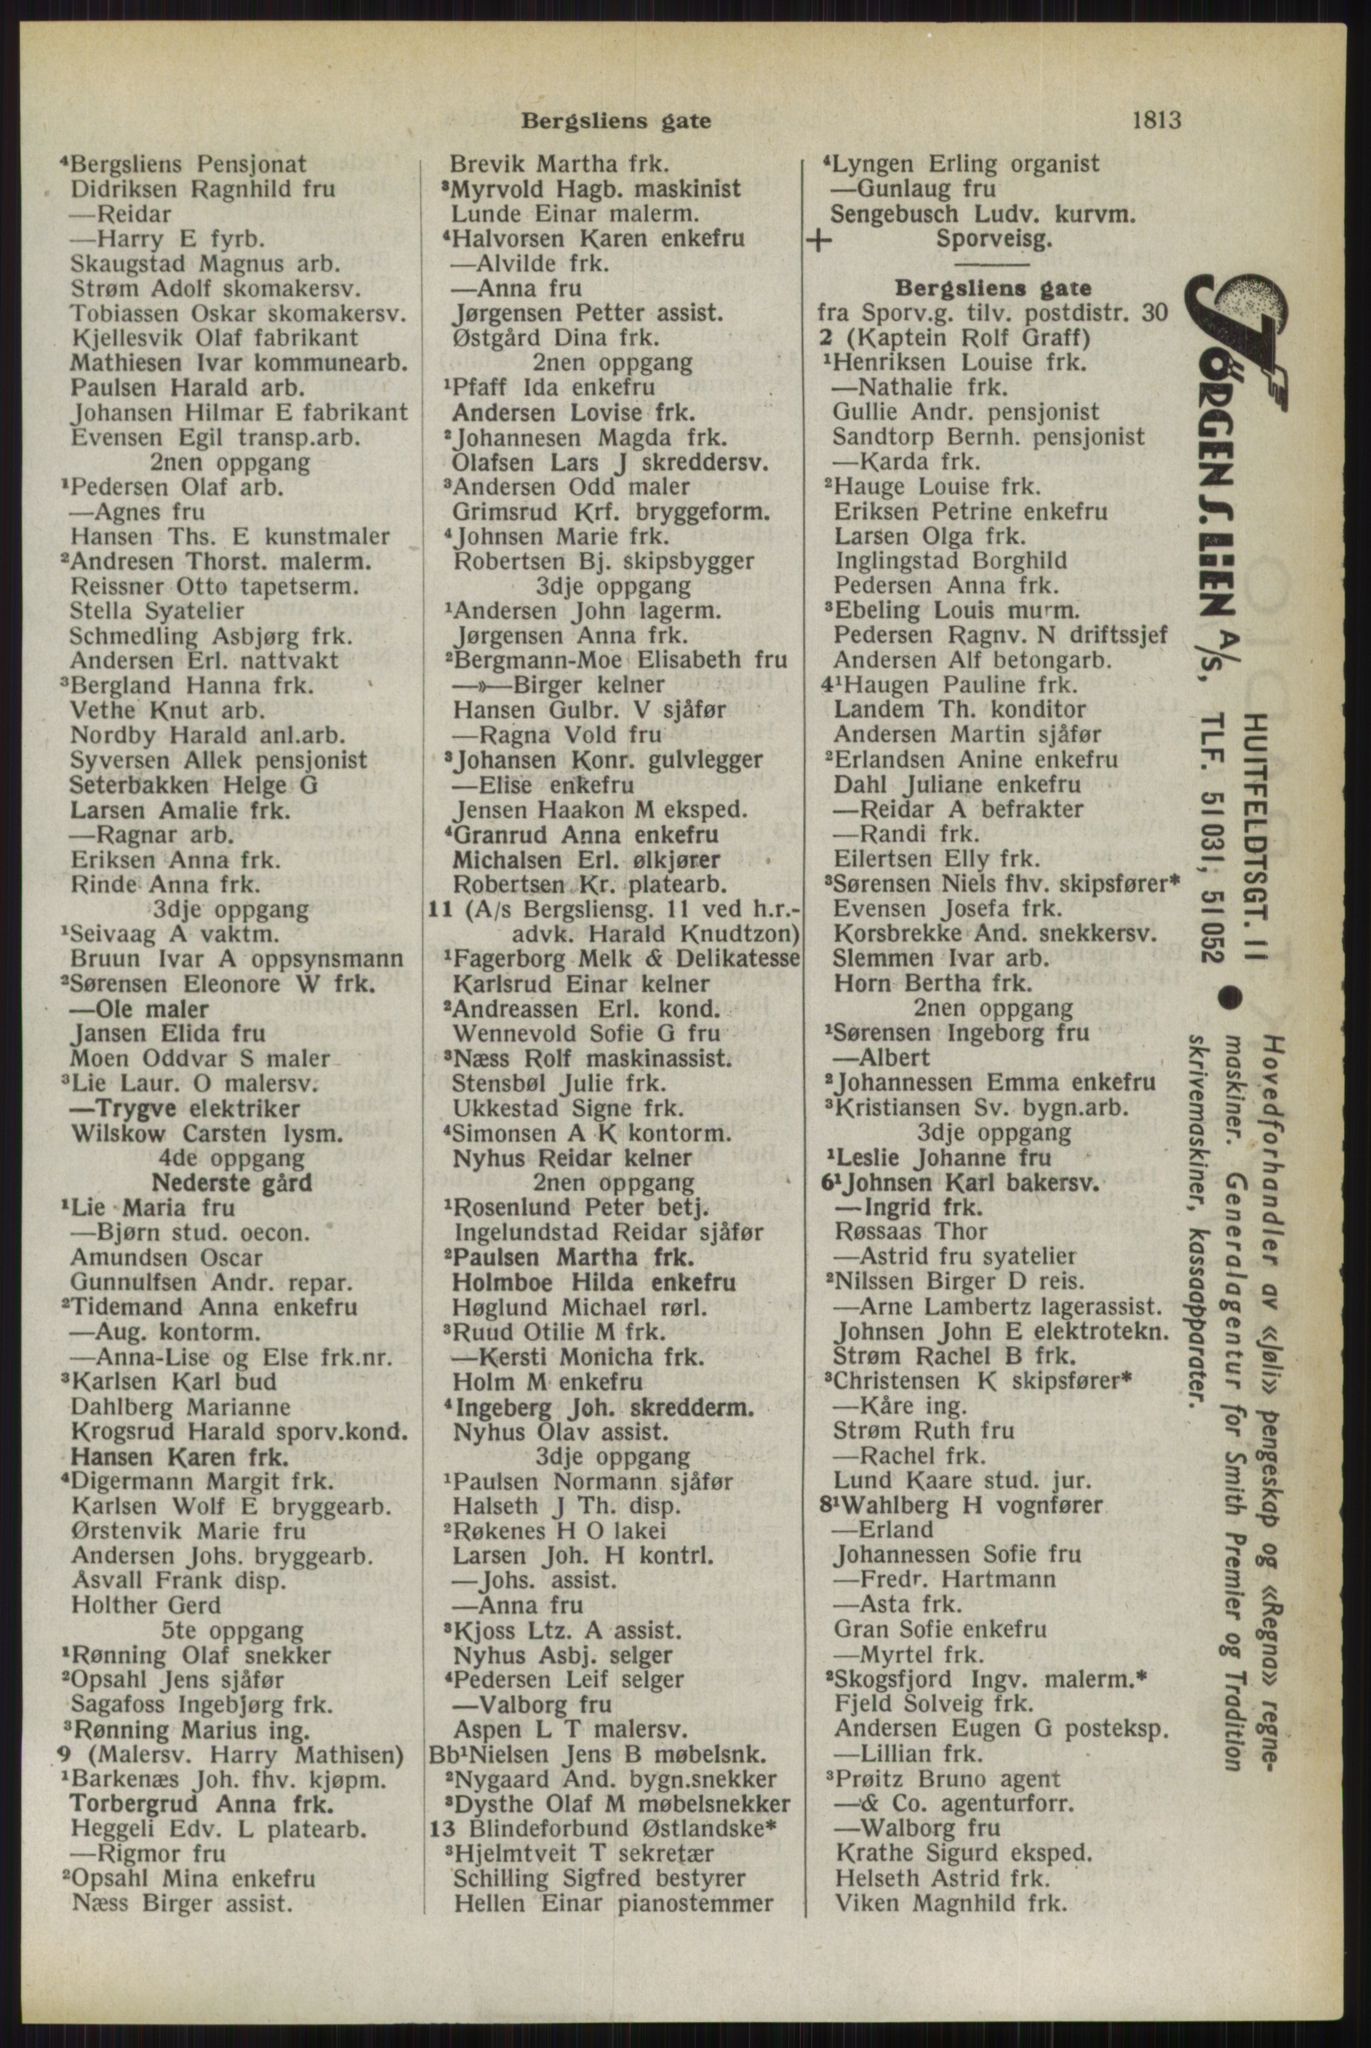 Bergsliens gate
1813
⁴Bergsliens Pensjonat
Didriksen Ragnhild fru
—Reidar
—Harry E fyrb.
Skaugstad Magnus arb.
Strøm Adolf skomakersv.
Tobiassen Oskar skomakersv.
Kjellesvik Olaf fabrikant
Mathiesen Ivar kommunearb.
Paulsen Harald arb.
Johansen Hilmar E fabrikant
Evensen Egil transp.arb.
2nen oppgang
¹Pedersen Olaf arb.
—Agnes fru
Hansen Ths. E kunstmaler
²Andresen Thorst. malerm.
Reissner Otto tapetserm.
Stella Syatelier
Schmedling Asbjørg frk.
Andersen Erl. nattvakt
³Bergland Hanna frk.
Vethe Knut arb.
Nordby Harald anl.arb.
Syversen Allek pensjonist
Seterbakken Helge G
Larsen Amalie frk.
—Ragnar arb.
Eriksen Anna frk.
Rinde Anna frk.
3dje oppgang
¹Seivaag A vaktm.
Bruun Ivar A oppsynsmann
²Sørensen Eleonore W frk.
—Ole maler
Jansen Elida fru
Moen Oddvar S maler
³Lie Laur. O malersv.
—Trygve elektriker
Wilskow Carsten lysm.
4de oppgang
Nederste gård
¹Lie Maria fru
—Bjørn stud. oecon.
Amundsen Oscar
Gunnulfsen Andr. repar.
²Tidemand Anna enkefru
—Aug. kontorm.
—Anna-Lise og Else frk.nr.
³Karlsen Karl bud
Dahlberg Marianne
Krogsrud Harald sporv.kond.
Hansen Karen frk.
⁴Digermann Margit frk.
Karlsen Wolf E bryggearb.
Ørstenvik Marie fru
Andersen Johs. bryggearb.
Åsvall Frank disp.
Holther Gerd
5te oppgang
¹Rønning Olaf snekker
²Opsahl Jens sjåfør
Sagafoss Ingebjørg frk.
³Rønning Marius ing.
9 (Malersv. Harry Mathisen)
¹Barkenæs Joh. fhv. kjøpm.
Torbergrud Anna frk.
Heggeli Edv. L platearb.
—Rigmor fru
²Opsahl Mina enkefru
Næss Birger assist.
Brevik Martha frk.
³Myrvold Hagb. maskinist
Lunde Einar malerm.
⁴Halvorsen Karen enkefru
—Alvilde frk.
—Anna fru
Jørgensen Petter assist.
Østgård Dina frk.
2nen oppgang
¹Pfaff Ida enkefru
Andersen Lovise frk.
²Johannesen Magda frk.
Olafsen Lars J skreddersv.
³Andersen Odd maler
Grimsrud Krf. bryggeform.
⁴Johnsen Marie frk.
Robertsen Bj. skipsbygger
3dje oppgang
¹Andersen John lagerm.
Jørgensen Anna frk.
²Bergmann-Moe Elisabeth fru
—»—Birger kelner
Hansen Gulbr. V sjåfør
—Ragna Vold fru
³Johansen Konr. gulvlegger
—Elise enkefru
Jensen Haakon M eksped.
⁴Granrud Anna enkefru
Michalsen Erl. ølkjører
Robertsen Kr. platearb.
11 (A/s Bergsliensg. 11 ved h.r.-
advk. Harald Knudtzon)
¹Fagerborg Melk & Delikatesse
Karlsrud Einar kelner
²Andreassen Erl. kond.
Wennevold Sofie G fru
³Næss Rolf maskinassist.
Stensbøl Julie frk.
Ukkestad Signe frk.
⁴Simonsen A K kontorm.
Nyhus Reidar kelner
2nen oppgang
¹Rosenlund Peter betj.
Ingelundstad Reidar sjåfør
²Paulsen Martha frk.
Holmboe Hilda enkefru
Høglund Michael rørl.
³Ruud Otilie M frk.
—Kersti Monicha frk.
Holm M enkefru
⁴Ingeberg Joh. skredderm.
Nyhus Olav assist.
3dje oppgang
¹Paulsen Normann sjåfør
Halseth J Th. disp.
²Røkenes H O lakei
Larsen Joh. H kontrl.
—Johs. assist.
—Anna fru
³Kjoss Ltz. A assist.
Nyhus Asbj. selger
⁴Pedersen Leif selger
—Valborg fru
Aspen L T malersv.
Bb¹Nielsen Jens B møbelsnk.
²Nygaard And. bygn.snekker
³Dysthe Olaf M møbelsnekker
13 Blindeforbund Østlandske*
³Hjelmtveit T sekretær
Schilling Sigfred bestyrer
Hellen Einar pianostemmer
⁴Lyngen Erling organist
—Gunlaug fru
Sengebusch Ludv. kurvm.
+ Sporveisg.
Bergsliens gate
fra Sporv.g. tilv. postdistr. 30
2 (Kaptein Rolf Graff)
¹Henriksen Louise frk.
—Nathalie frk.
Gullie Andr. pensjonist
Sandtorp Bernh. pensjonist
—Karda frk.
²Hauge Louise frk.
Eriksen Petrine enkefru
Larsen Olga frk.
Inglingstad Borghild
Pedersen Anna frk.
³Ebeling Louis murm.
Pedersen Ragnv. N driftssjef
Andersen Alf betongarb.
4¹Haugen Pauline frk.
Landem Th. konditor
Andersen Martin sjåfør
²Erlandsen Anine enkefru
Dahl Juliane enkefru
—Reidar A befrakter
—Randi frk.
Eilertsen Elly frk.
³Sørensen Niels fhv. skipsfører*
Evensen Josefa frk.
Korsbrekke And. snekkersv.
Slemmen Ivar arb.
Horn Bertha frk.
2nen oppgang
¹Sørensen Ingeborg fru
—Albert
²Johannessen Emma enkefru
³Kristiansen Sv. bygn.arb.
3dje oppgang
¹Leslie Johanne fru
6¹Johnsen Karl bakersv.
—Ingrid frk.
Røssaas Thor
—Astrid fru syatelier
²Nilssen Birger D reis.
—Arne Lambertz lagerassist.
Johnsen John E elektrotekn.
Strøm Rachel B frk.
³Christensen K skipsfører*
—Kåre ing.
Strøm Ruth fru
—Rachel frk.
Lund Kaare stud. jur.
8¹Wahlberg H vognfører
—Erland
Johannessen Sofie fru
—Fredr. Hartmann
—Asta frk.
Gran Sofie enkefru
—Myrtel frk.
²Skogsfjord Ingv. malerm.*
Fjeld Solveig frk.
Andersen Eugen G posteksp.
—Lillian frk.
³Prøitz Bruno agent
—& Co. agenturforr.
—Walborg fru
Krathe Sigurd eksped.
Helseth Astrid frk.
Viken Magnhild frk.
JÖRGEN S. LIEN A/S,
HUITFELDTSGT. 11
TLF. 51031, 51052
Hovedforhandler av «Jøli» pengeskap og «Regna» regne-
maskiner. Generalagentur for Smith Premier og Tradition
skrivemaskiner, kassaapparater.